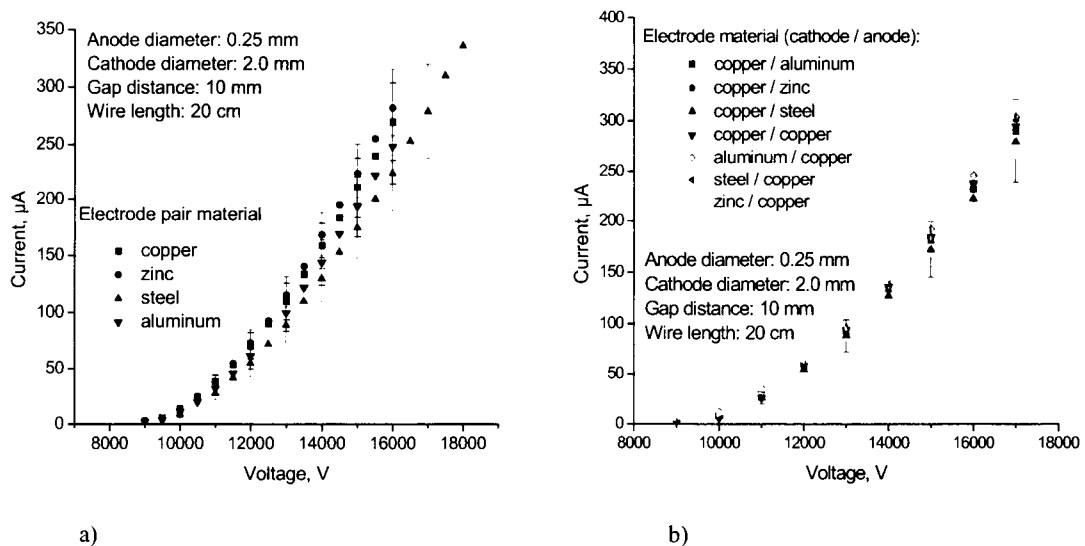 350
300
250
200
150
100
50
0
Current, µA
Anode diameter: 0.25 mm
Cathode diameter: 2.0 mm
Gap distance: 10 mm
Wire length: 20 cm
Electrode pair material
copper
zinc
steel
aluminum
8000 10000 12000 14000 16000 18000
Voltage, V
a)
400
350
300
250
200
150
100
50
0
Current, µA
Electrode material (cathode / anode):
copper / aluminum
copper / zinc
copper / steel
copper / copper
aluminum / copper
steel / copper
zinc / copper
Anode diameter: 0.25 mm
Cathode diameter: 2.0 mm
Gap distance: 10 mm
Wire length: 20 cm
8000 10000 12000 14000 16000 18000
Voltage, V
b)